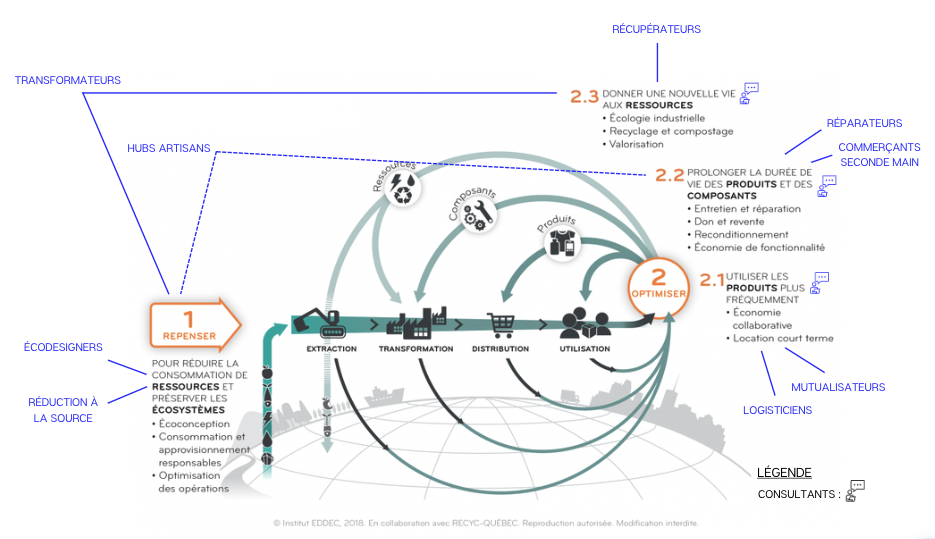 RÉCUPÉRATEURS
TRANSFORMATEURS
2.3 DONNER UNE NOUVELLE VIE
AUX RESSOURCES
• Écologie industrielle
• Recyclage et compostage
• Valorisation
RÉPARATEURS
HUBS ARTISANS
COMMERÇANTS
SECONDE MAIN
2.2 PROLONGER LA DURÉE DE
VIE DES PRODUITS ET DES
COMPOSANTS
• Entretien et réparation
• Don et revente
• Reconditionnement
• Économie de fonctionnalité
Ressources
Composants
Produits
2
OPTIMISER
2.1 UTILISER LES
PRODUITS PLUS
FRÉQUEMMENT
• Économie
collaborative
• Location court terme
1
REPENSER
EXTRACTION
TRANSFORMATION
DISTRIBUTION
UTILISATION
ÉCODESIGNERS
RÉDUCTION À
LA SOURCE
POUR RÉDUIRE LA
CONSOMMATION DE
RESSOURCES ET
PRÉSERVER LES
ÉCOSYSTÈMES
• Écoconception
• Consommation et
approvisionnement
responsables
• Optimisation
des opérations
MUTUALISATEURS
LOGISTICIENS
LÉGENDE
CONSULTANTS :
© Institut EDDEC, 2018. En collaboration avec RECYC-QUÉBEC. Reproduction autorisée. Modification interdite.